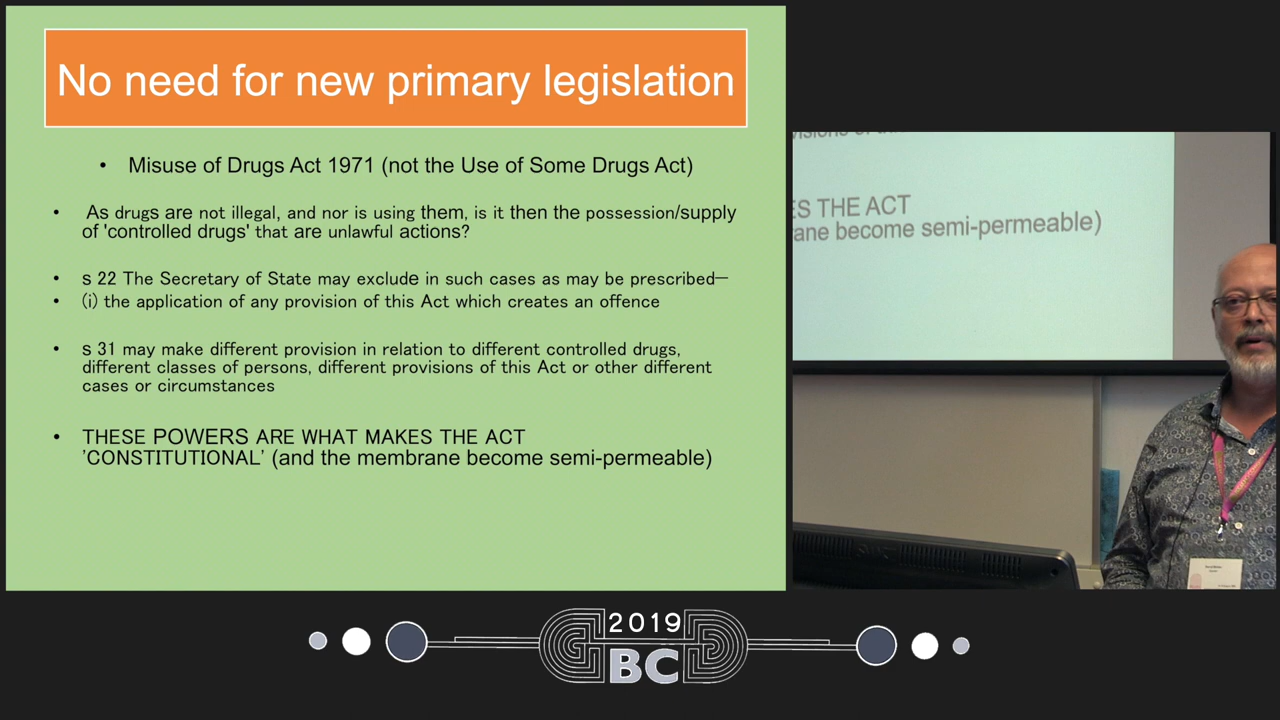 No need for new primary legislation
• Misuse of Drugs Act 1971 (not the Use of Some Drugs Act)
• As drugs are not illegal, and nor is using them, is it then the possession/supply
of 'controlled drugs' that are unlawful actions?
• s 22 The Secretary of State may exclude in such cases as may be prescribed—
• (i) the application of any provision of this Act which creates an offence
• s 31 may make different provision in relation to different controlled drugs,
different classes of persons, different provisions of this Act or other different
cases or circumstances
• THESE POWERS ARE WHAT MAKES THE ACT
'CONSTITUTIONAL' (and the membrane become semi-permeable)
ES THE ACT
ane become semi-permeable)
2019
BC